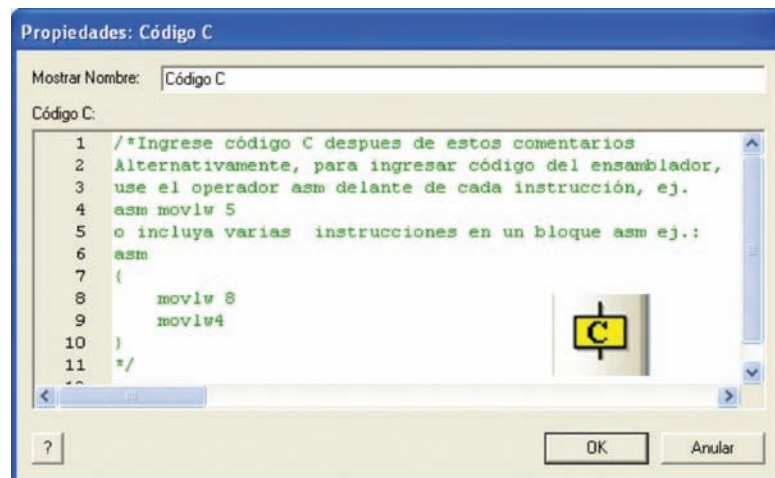 Propiedades: Código C
Mostrar Nombre: Código C
Código C:
1 /*Ingrese código C despues de estos comentarios
2 Alternativamente, para ingresar código del ensamblador,
3 use el operador asm delante de cada instrucción, ej.
4 asm movlw 5
5 o incluya varias instrucciones en un bloque asm ej.:
6 asm
7 {
8 movlw 8
9 movlw4
10 }
11 */
C
? OK Anular